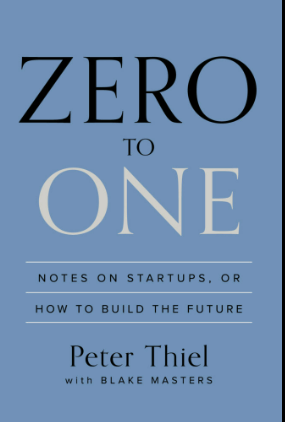 ZERO
TO
ONE
NOTES ON STARTUPS, OR
HOW TO BUILD THE FUTURE
Peter Thiel
with BLAKE MASTERS